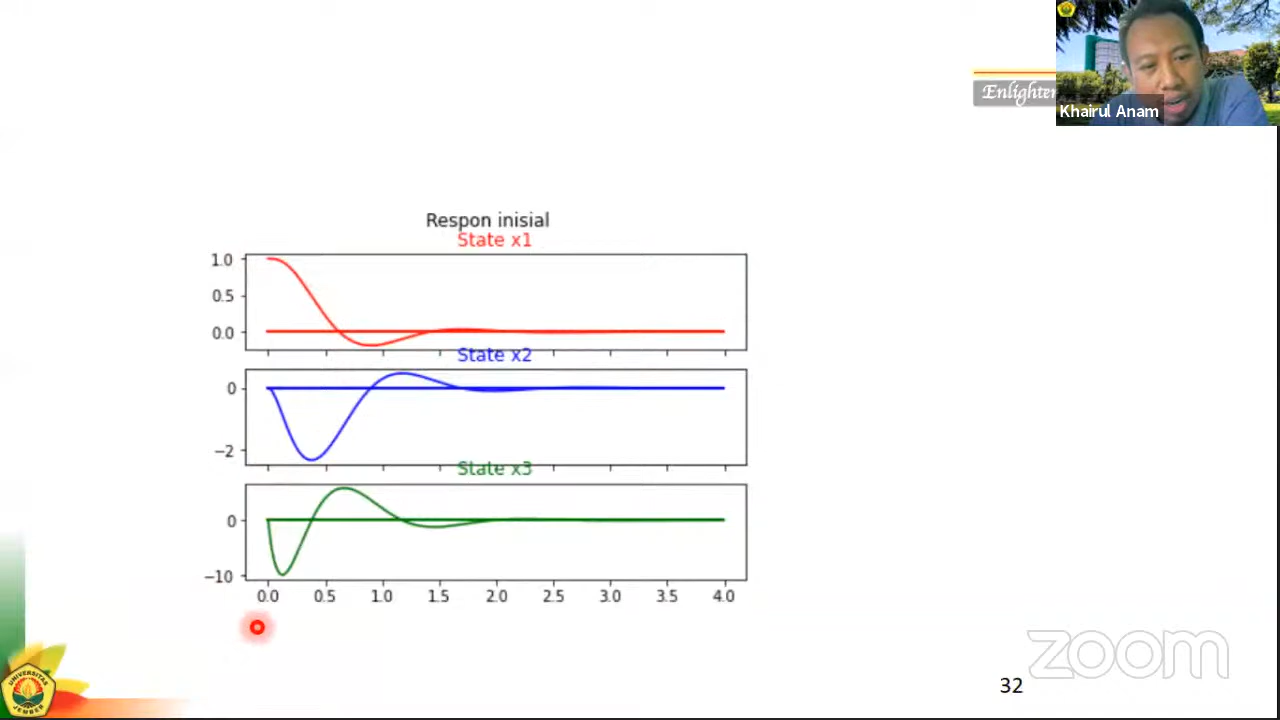 Enlighten
Khairul Anam
Respon inisial
State x1
1.0
0.5
0.0
State x2
0
−2
State x3
0
−10
0.0 0.5 1.0 1.5 2.0 2.5 3.0 3.5 4.0
UNIVERSITAS
JEMBER
zoom
32